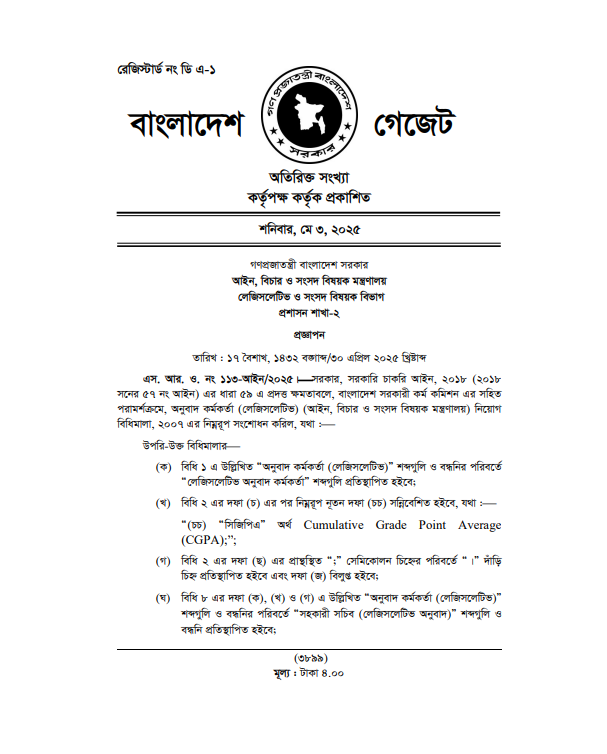 রেজিস্টার্ড নং ডি এ-১
গণপ্রজাতন্ত্রী বাংলাদেশ
সরকার
বাংলাদেশ গেজেট
অতিরিক্ত সংখ্যা
কর্তৃপক্ষ কর্তৃক প্রকাশিত
শনিবার, মে ৩, ২০২৫
গণপ্রজাতন্ত্রী বাংলাদেশ সরকার
আইন, বিচার ও সংসদ বিষয়ক মন্ত্রণালয়
লেজিসলেটিভ ও সংসদ বিষয়ক বিভাগ
প্রশাসন শাখা-২
প্রজ্ঞাপন
তারিখ : ১৭ বৈশাখ, ১৪৩২ বঙ্গাব্দ/৩০ এপ্রিল ২০২৫ খ্রিষ্টাব্দ
এস. আর. ও. নং ১১৩-আইন/২০২৫।—সরকার, সরকারি চাকরি আইন, ২০১৮ (২০১৮
সনের ৫৭ নং আইন) এর ধারা ৫৯ এ প্রদত্ত ক্ষমতাবলে, বাংলাদেশ সরকারী কর্ম কমিশন এর সহিত
পরামর্শক্রমে, অনুবাদ কর্মকর্তা (লেজিসলেটিভ) (আইন, বিচার ও সংসদ বিষয়ক মন্ত্রণালয়) নিয়োগ
বিধিমালা, ২০০৭ এর নিম্নরূপ সংশোধন করিল, যথা :—
উপরি-উক্ত বিধিমালার—
(ক) বিধি ১ এ উল্লিখিত “অনুবাদ কর্মকর্তা (লেজিসলেটিভ)” শব্দগুলি ও বন্ধনির পরিবর্তে
“লেজিসলেটিভ অনুবাদ কর্মকর্তা” শব্দগুলি প্রতিস্থাপিত হইবে;
(খ) বিধি ২ এর দফা (চ) এর পর নিম্নরূপ নূতন দফা (চচ) সন্নিবেশিত হইবে, যথা :—
“(চচ) “সিজিপিএ” অর্থ Cumulative Grade Point Average
(CGPA);”;
(গ) বিধি ২ এর দফা (ছ) এর প্রান্তস্থিত “;” সেমিকোলন চিহ্নের পরিবর্তে “।” দাঁড়ি
চিহ্ন প্রতিস্থাপিত হইবে এবং দফা (জ) বিলুপ্ত হইবে;
(ঘ) বিধি ৮ এর দফা (ক), (খ) ও (গ) এ উল্লিখিত “অনুবাদ কর্মকর্তা (লেজিসলেটিভ)”
শব্দগুলি ও বন্ধনির পরিবর্তে “সহকারী সচিব (লেজিসলেটিভ অনুবাদ)” শব্দগুলি ও
বন্ধনি প্রতিস্থাপিত হইবে;
(৩৮৯৯)
মূল্য : টাকা ৪.০০